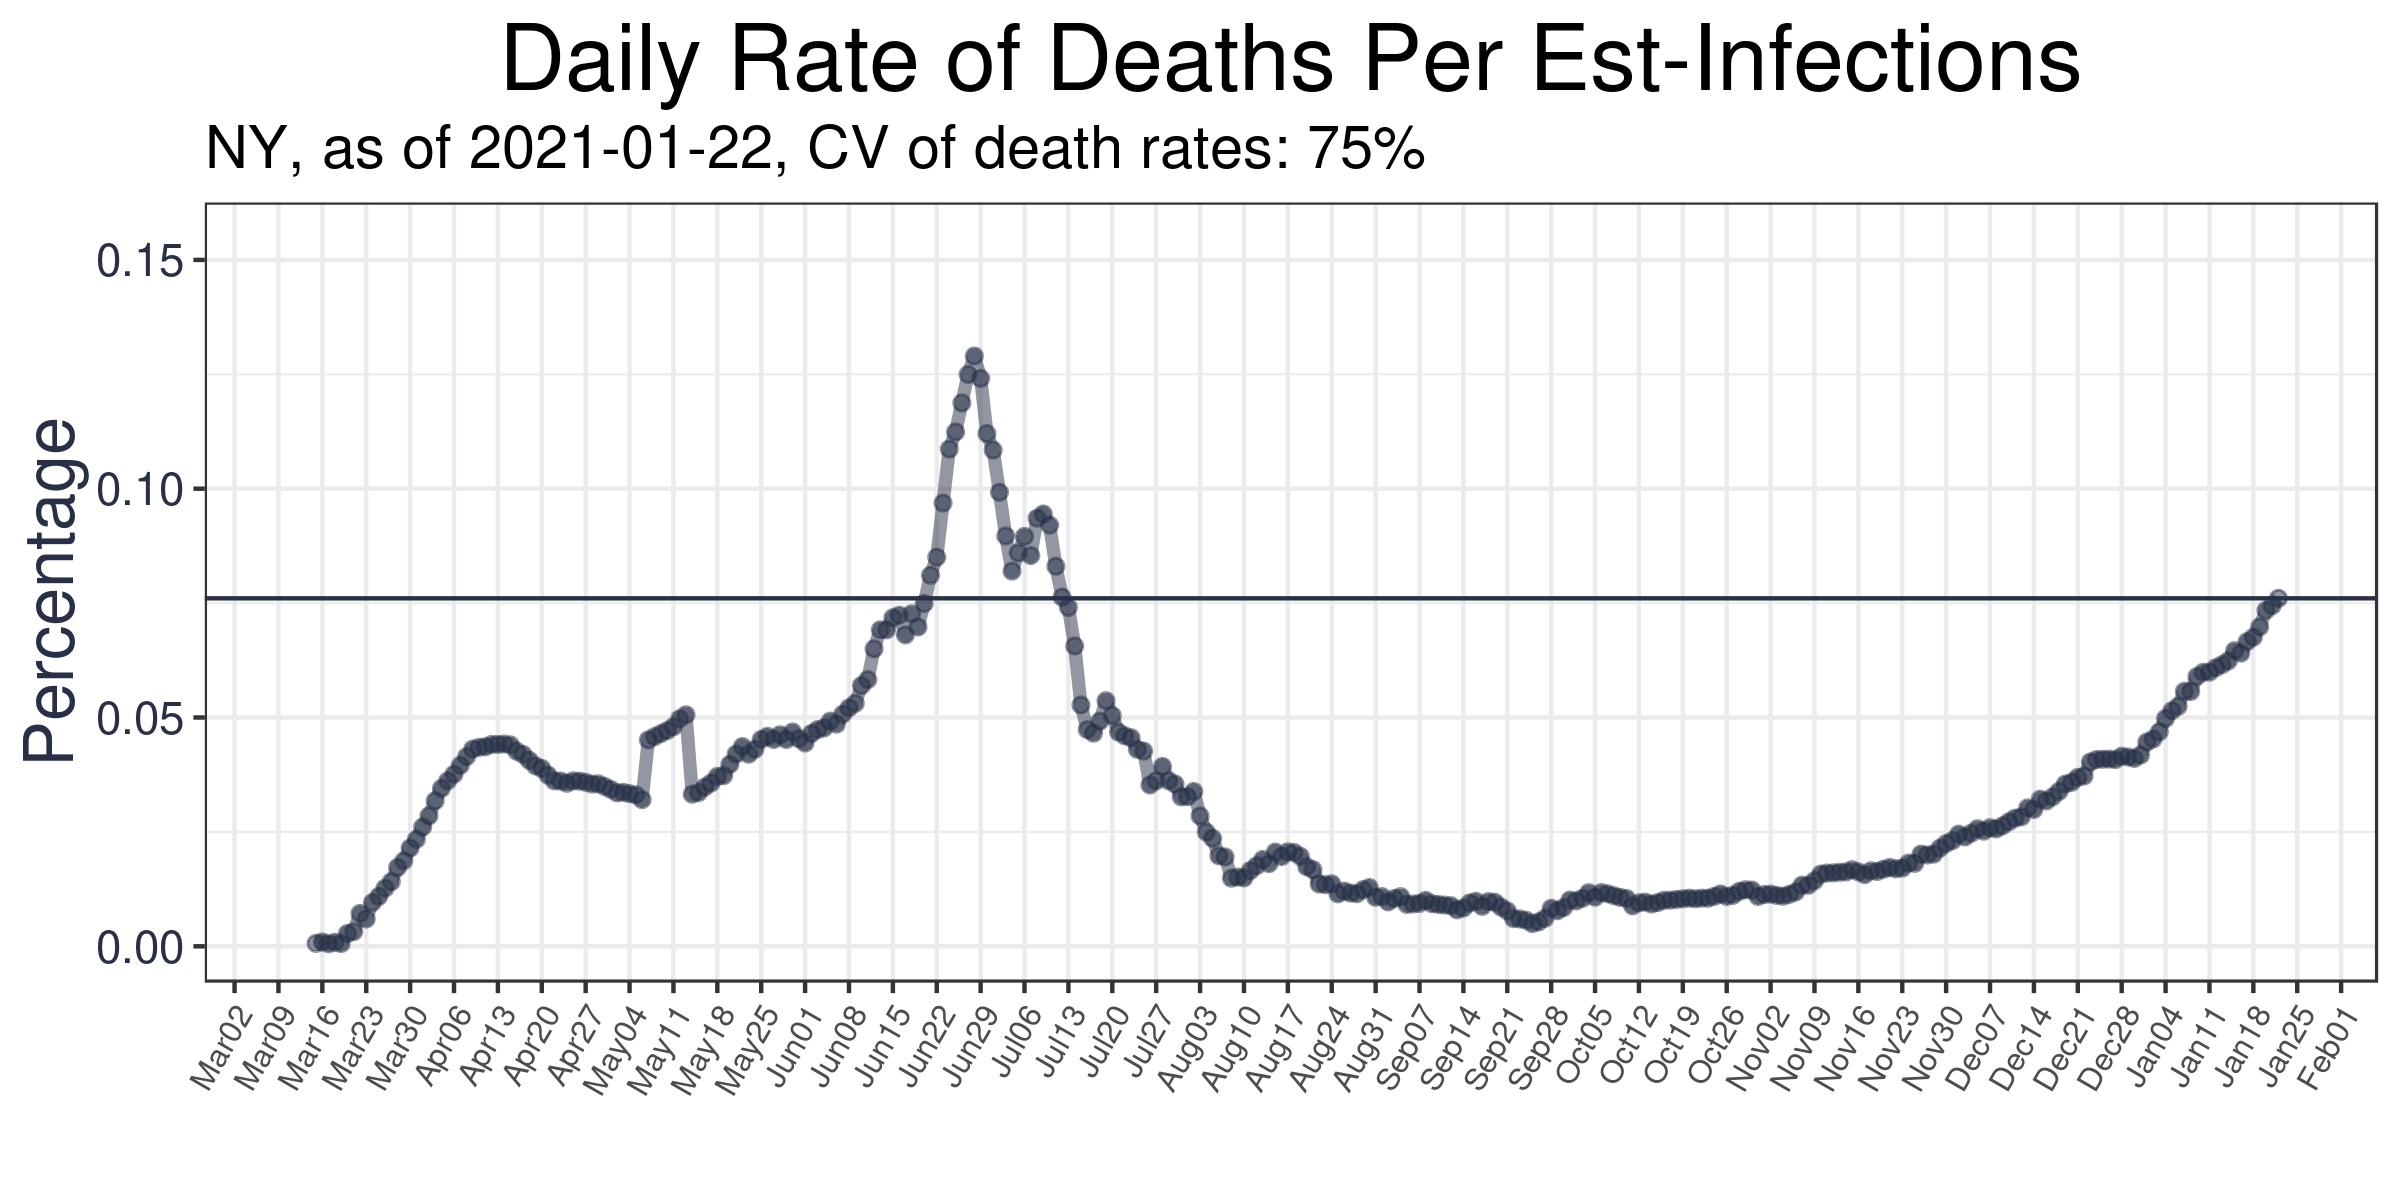 Daily Rate of Deaths Per Est-Infections
NY, as of 2021-01-22, CV of death rates: 75%
Percentage
0.15
0.10
0.05
0.00
Mar02
Mar09
Mar16
Mar23
Mar30
Apr06
Apr13
Apr20
Apr27
May04
May11
May18
May25
Jun01
Jun08
Jun15
Jun22
Jun29
Jul06
Jul13
Jul20
Jul27
Aug03
Aug10
Aug17
Aug24
Aug31
Sep07
Sep14
Sep21
Sep28
Oct05
Oct12
Oct19
Oct26
Nov02
Nov09
Nov16
Nov23
Nov30
Dec07
Dec14
Dec21
Dec28
Jan04
Jan11
Jan18
Jan25
Feb01